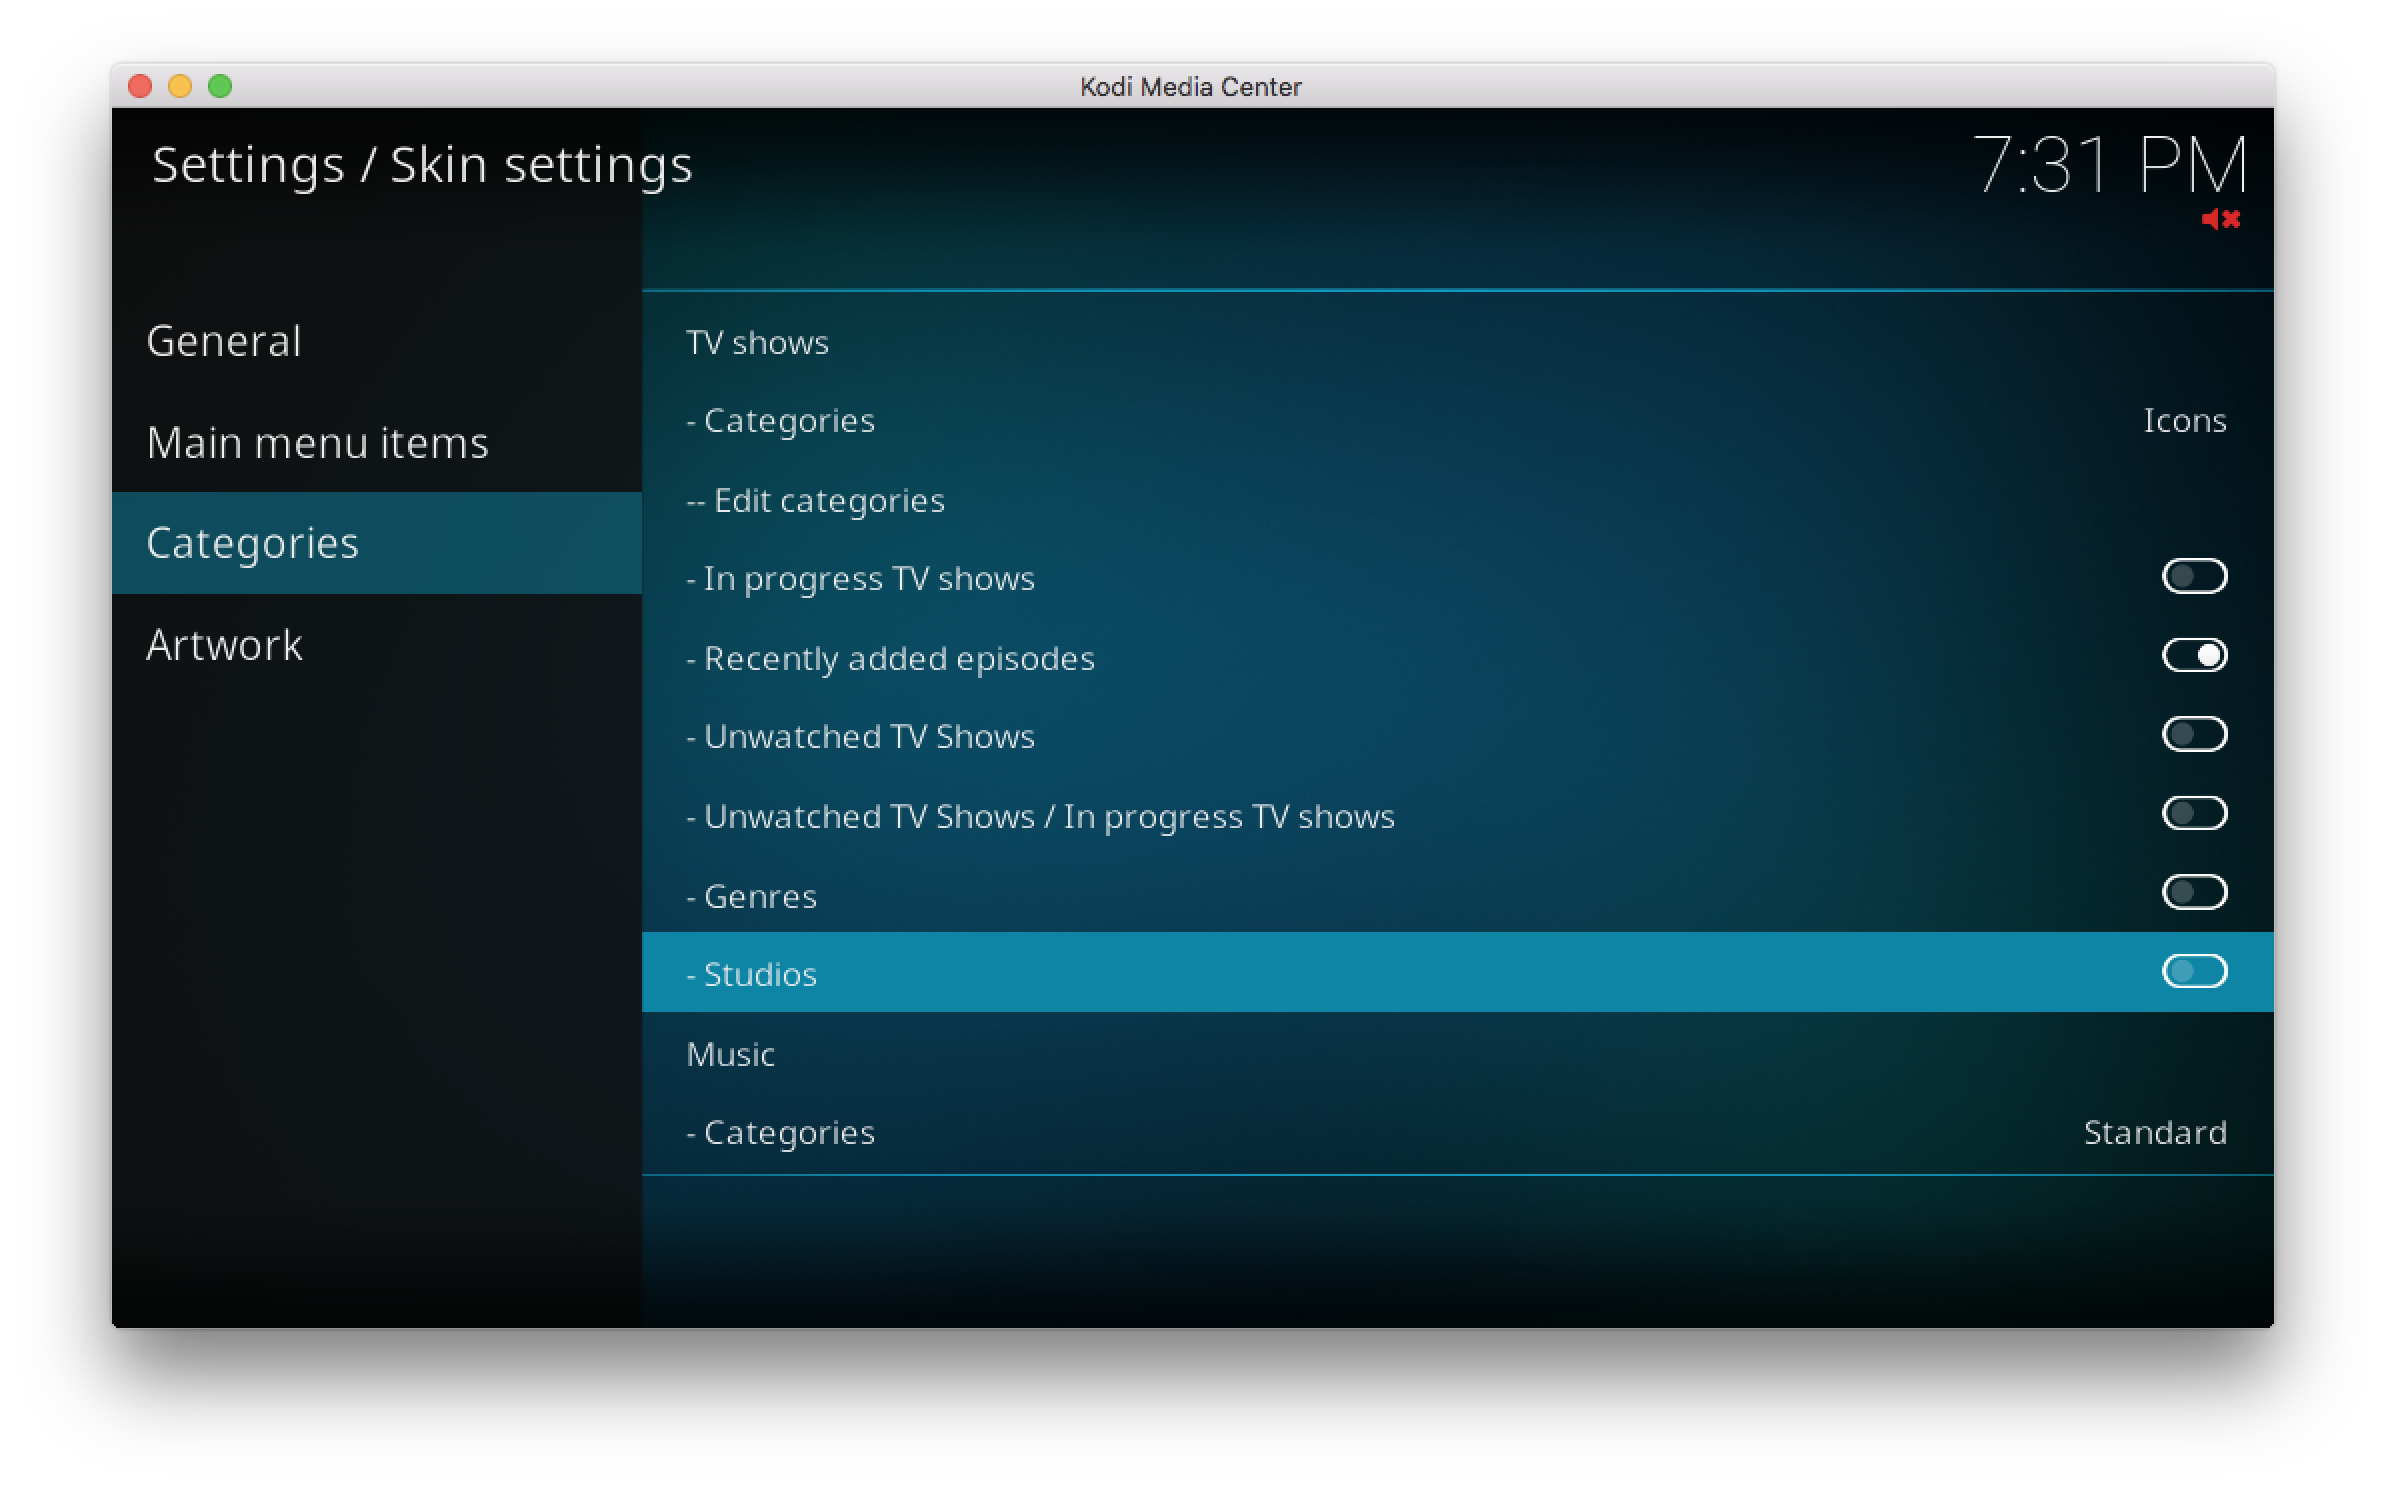 Kodi Media Center
Settings / Skin settings
7:31 PM
General
Main menu items
Categories
Artwork
TV shows
- Categories Icons
-- Edit categories
- In progress TV shows
- Recently added episodes
- Unwatched TV Shows
- Unwatched TV Shows / In progress TV shows
- Genres
- Studios
Music
- Categories Standard